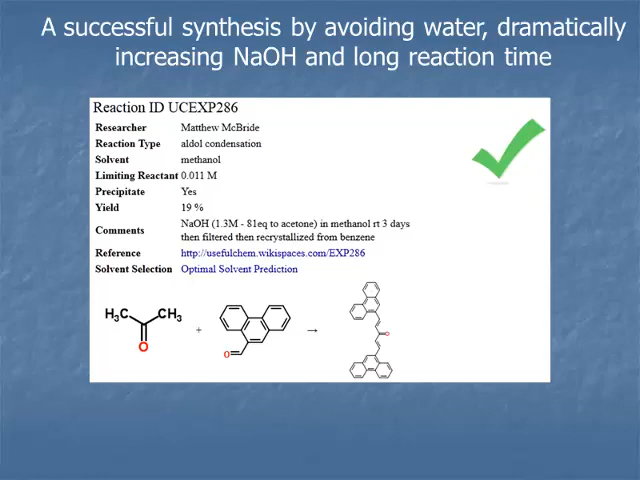 A successful synthesis by avoiding water, dramatically
increasing NaOH and long reaction time
Reaction ID UCEXP286
Researcher Matthew McBride
Reaction Type aldol condensation
Solvent methanol
Limiting Reactant 0.011 M
Precipitate Yes
Yield 19 %
Comments NaOH (1.3M - 81eq to acetone) in methanol rt 3 days
then filtered then recrystallized from benzene
Reference http://usefulchem.wikispaces.com/EXP286
Solvent Selection Optimal Solvent Prediction
H₃C CH₃
O
+
O
→
O